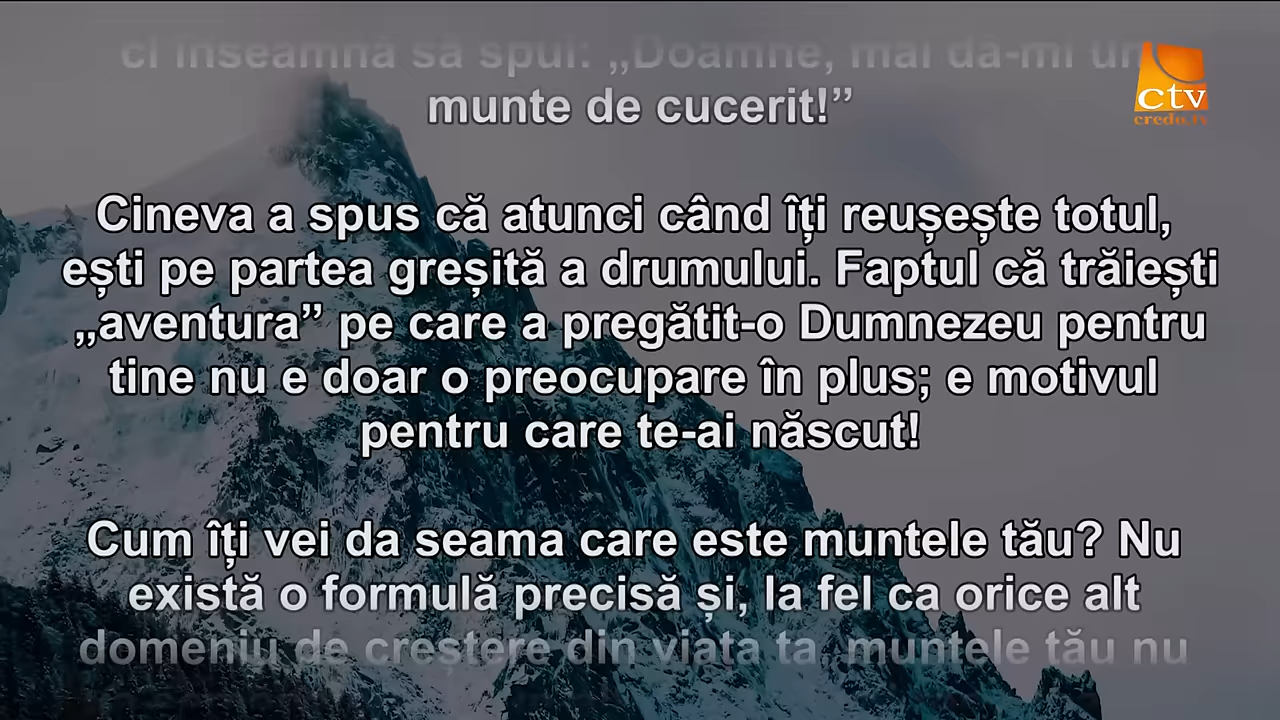 ci înseamnă să spui: „Doamne, mai dă-mi un
munte de cucerit!”
ctv
credo.tv
Cineva a spus că atunci când îți reușește totul,
ești pe partea greșită a drumului. Faptul că trăiești
„aventura” pe care a pregătit-o Dumnezeu pentru
tine nu e doar o preocupare în plus; e motivul
pentru care te-ai născut!
Cum îți vei da seama care este muntele tău? Nu
există o formulă precisă și, la fel ca orice alt
domeniu de creștere din viața ta, muntele tău nu